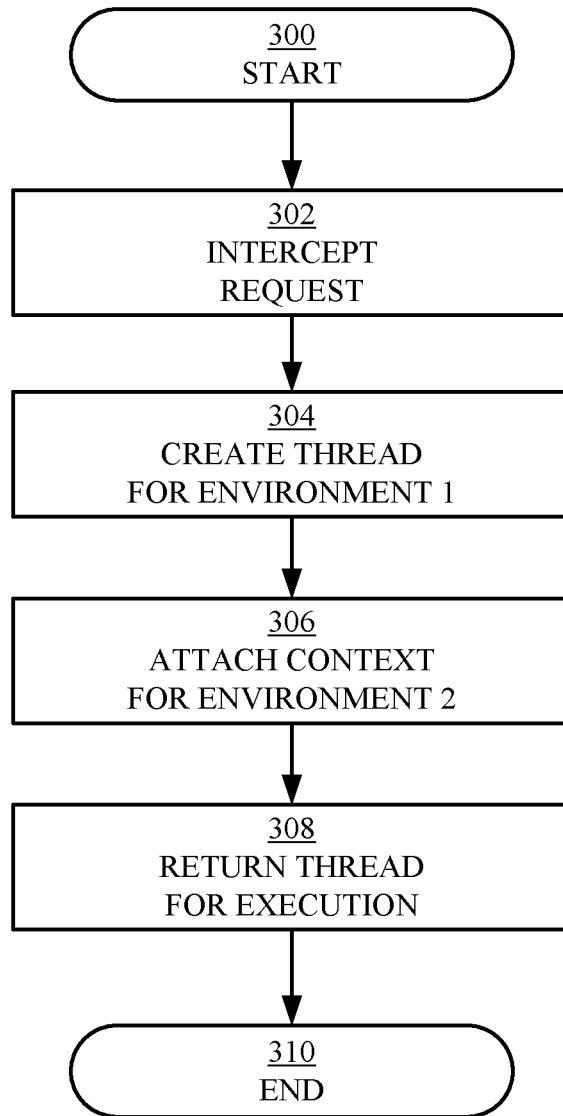 300
START
302
INTERCEPT
REQUEST
304
CREATE THREAD
FOR ENVIRONMENT 1
306
ATTACH CONTEXT
FOR ENVIRONMENT 2
308
RETURN THREAD
FOR EXECUTION
310
END